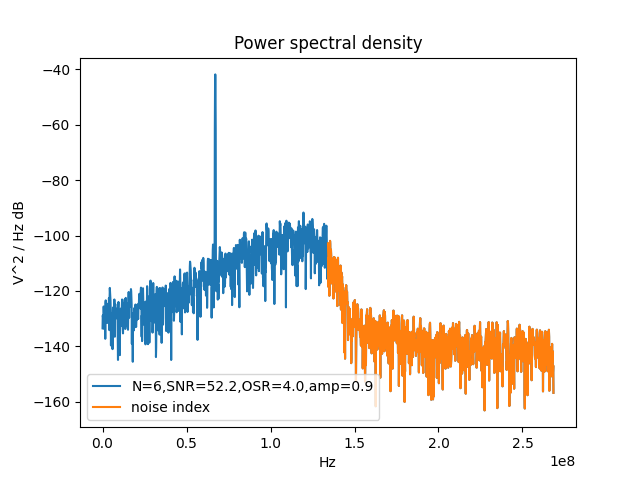 Power spectral density
V^2 / Hz dB
−40
−60
−80
−100
−120
−140
−160
N=6,SNR=52.2,OSR=4.0,amp=0.9
noise index
0.0 0.5 1.0 1.5 2.0 2.5
1e8
Hz